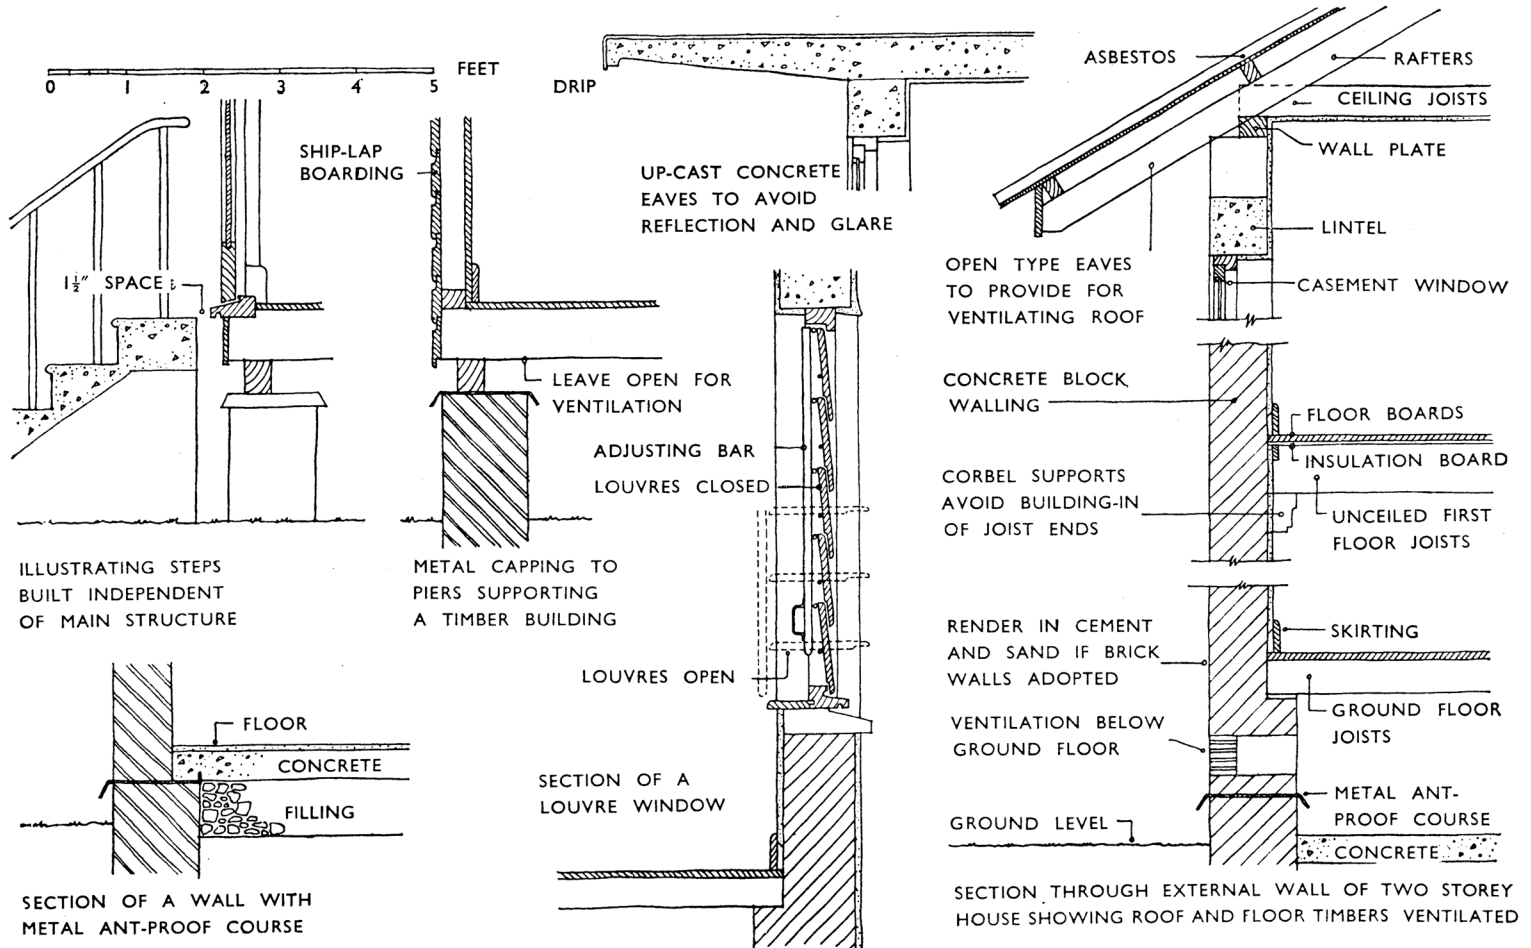 FEET
0 1 2 3 4 5
SHIP-LAP
BOARDING
1½" SPACE
LEAVE OPEN FOR
VENTILATION
ILLUSTRATING STEPS
BUILT INDEPENDENT
OF MAIN STRUCTURE
METAL CAPPING TO
PIERS SUPPORTING
A TIMBER BUILDING
FLOOR
CONCRETE
FILLING
SECTION OF A WALL WITH
METAL ANT-PROOF COURSE
DRIP
UP-CAST CONCRETE
EAVES TO AVOID
REFLECTION AND GLARE
ADJUSTING BAR
LOUVRES CLOSED
LOUVRES OPEN
SECTION OF A
LOUVRE WINDOW
ASBESTOS
RAFTERS
CEILING JOISTS
WALL PLATE
LINTEL
OPEN TYPE EAVES
TO PROVIDE FOR
VENTILATING ROOF
CASEMENT WINDOW
CONCRETE BLOCK
WALLING
FLOOR BOARDS
INSULATION BOARD
CORBEL SUPPORTS
AVOID BUILDING-IN
OF JOIST ENDS
UNCEILED FIRST
FLOOR JOISTS
RENDER IN CEMENT
AND SAND IF BRICK
WALLS ADOPTED
SKIRTING
GROUND FLOOR
JOISTS
VENTILATION BELOW
GROUND FLOOR
METAL ANT-
PROOF COURSE
GROUND LEVEL
CONCRETE
SECTION THROUGH EXTERNAL WALL OF TWO STOREY
HOUSE SHOWING ROOF AND FLOOR TIMBERS VENTILATED